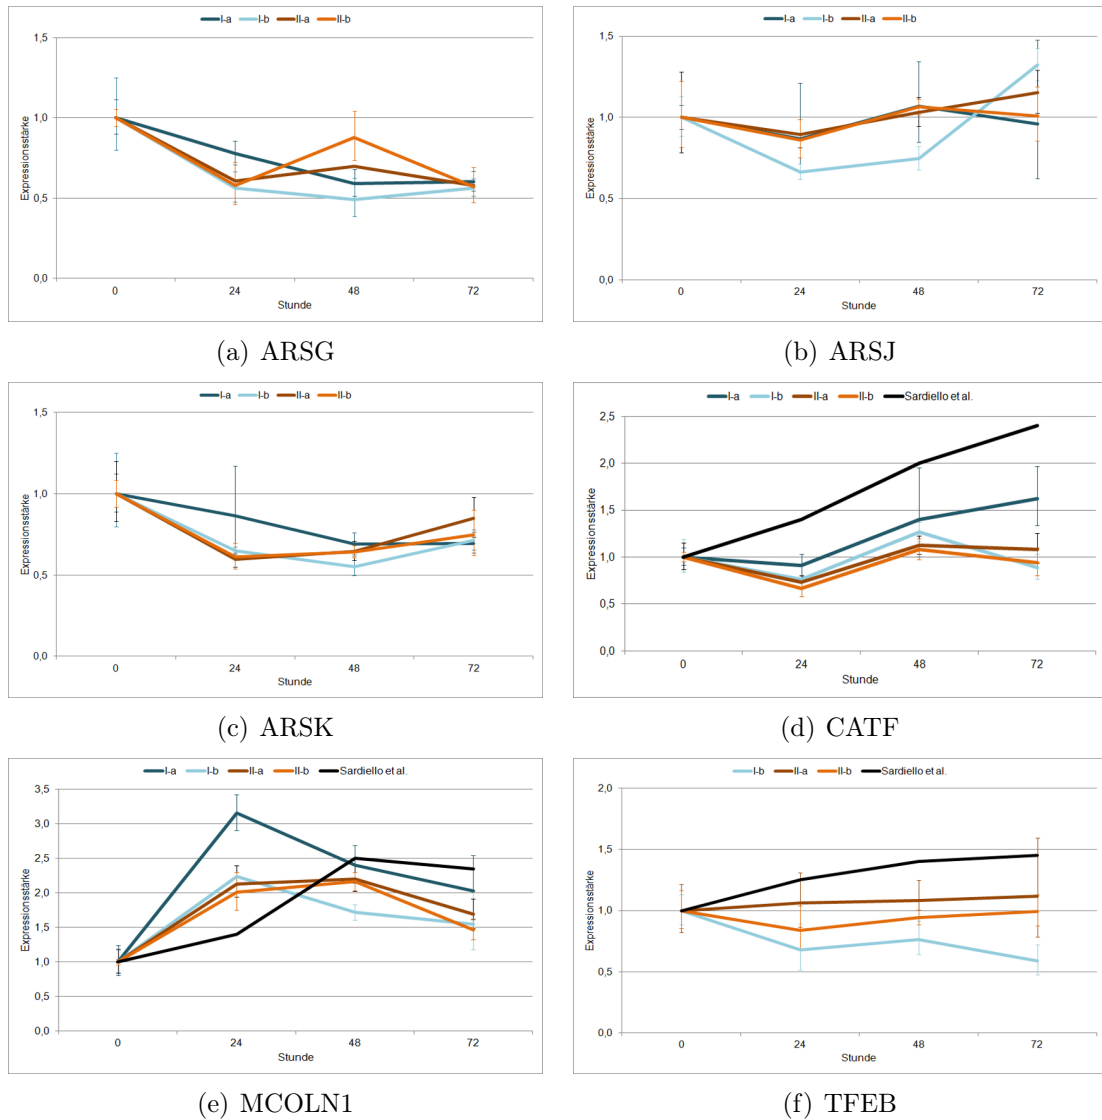 I-a I-b II-a II-b
1,5
1,0
0,5
0,0
Expressionsstärke
0 24 48 72
Stunde
(a) ARSG
I-a I-b II-a II-b
1,5
1,0
0,5
0,0
Expressionsstärke
0 24 48 72
Stunde
(b) ARSJ
I-a I-b II-a II-b
1,5
1,0
0,5
0,0
Expressionsstärke
0 24 48 72
Stunde
(c) ARSK
I-a I-b II-a II-b Sardiello et al.
2,5
2,0
1,5
1,0
0,5
0,0
Expressionsstärke
0 24 48 72
Stunde
(d) CATF
I-a I-b II-a II-b Sardiello et al.
3,5
3,0
2,5
2,0
1,5
1,0
0,5
0,0
Expressionsstärke
0 24 48 72
Stunde
(e) MCOLN1
I-b II-a II-b Sardiello et al.
2,0
1,5
1,0
0,5
0,0
Expressionsstärke
0 24 48 72
Stunde
(f) TFEB